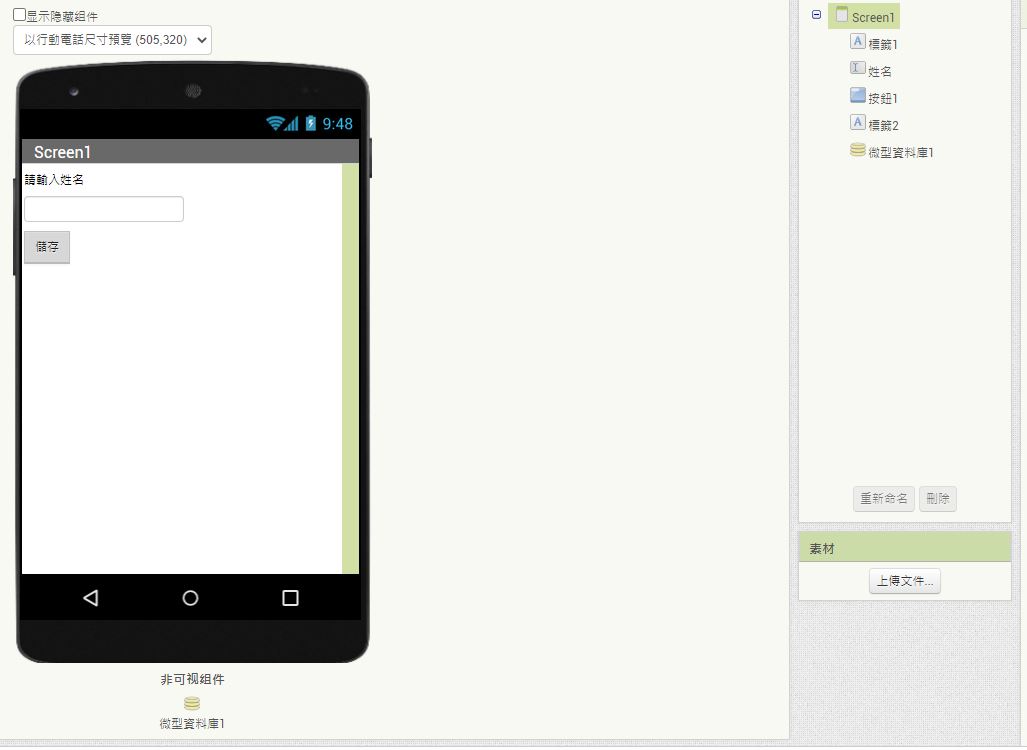 显示隐藏组件
以行動電話尺寸預覽 (505,320)
9:48
Screen1
請輸入姓名
儲存
非可视组件
微型資料庫1
Screen1
A 標籤1
I 姓名
按鈕1
A 標籤2
微型資料庫1
重新命名 刪除
素材
上傳文件...